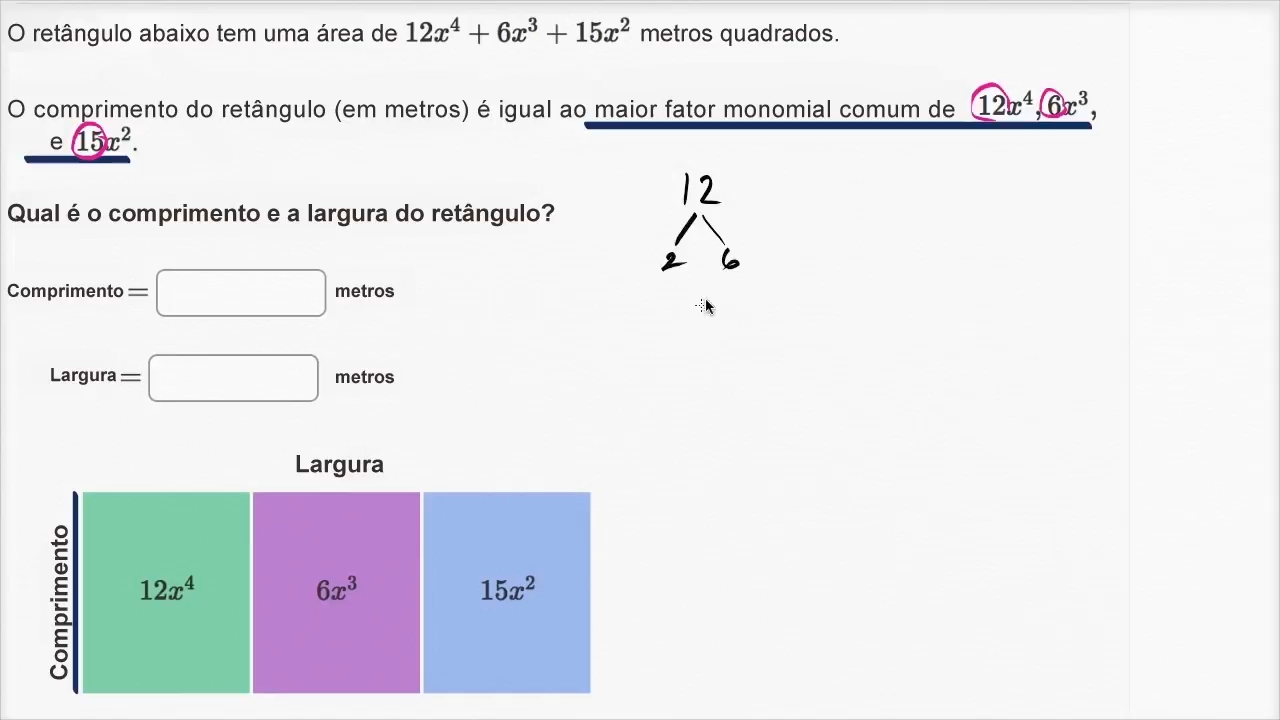 O retângulo abaixo tem uma área de 12x⁴ + 6x³ + 15x² metros quadrados.
O comprimento do retângulo (em metros) é igual ao maior fator monomial comum de 12x⁴, 6x³,
e 15x².
12
2 6
Qual é o comprimento e a largura do retângulo?
Comprimento = metros
Largura = metros
Largura
Comprimento
12x⁴ 6x³ 15x²